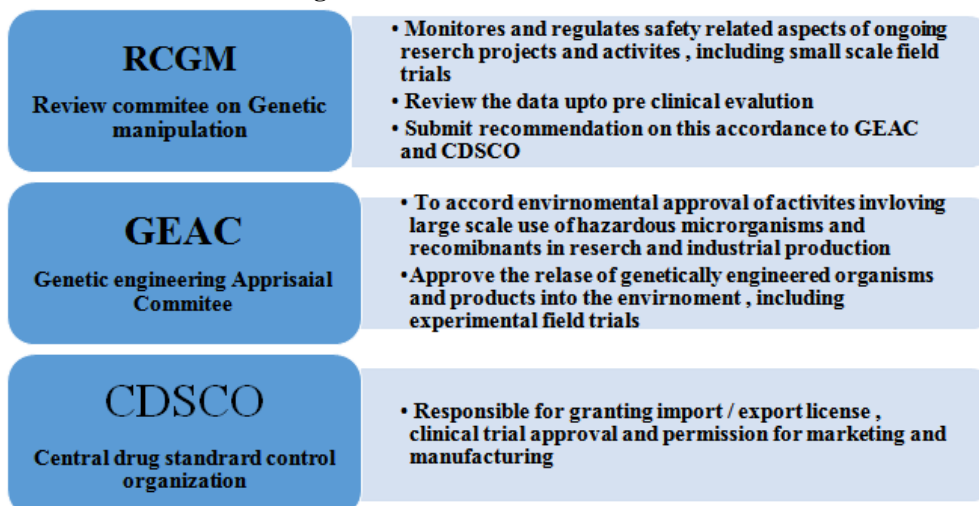 RCGM
Review commitee on Genetic
manipulation
• Monitores and regulates safety related aspects of ongoing
reserch projects and activites , including small scale field
trials
• Review the data upto pre clinical evalution
• Submit recommendation on this accordance to GEAC
and CDSCO
GEAC
Genetic engineering Apprisaial
Commitee
• To accord envirnomental approval of activites invloving
large scale use of hazardous microrganisms and
recomibnants in reserch and industrial production
•Approve the relase of genetically engineered organisms
and products into the envirnoment , including
experimental field trials
CDSCO
Central drug standrard control
organization
• Responsible for granting import / export license ,
clinical trial approval and permission for marketing and
manufacturing